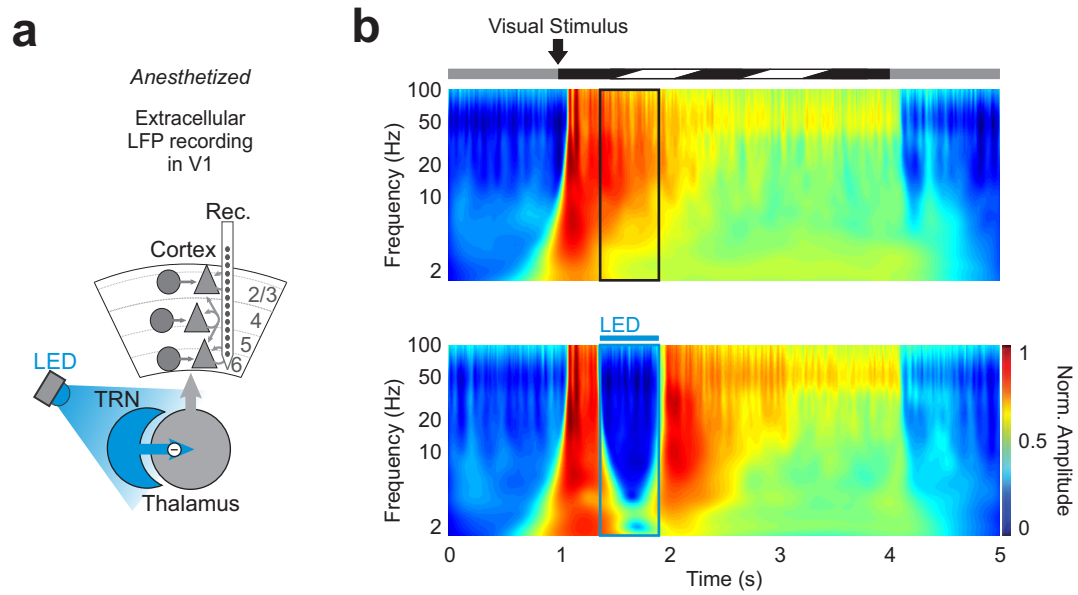 a
Anesthetized
Extracellular
LFP recording
in V1
Rec.
Cortex
2/3
4
5
6
LED
TRN
Thalamus
b
Visual Stimulus
Frequency (Hz)
100
50
20
10
2
LED
Frequency (Hz)
100
50
20
10
2
0 1 2 3 4 5
Time (s)
1
0.5
0
Norm. Amplitude